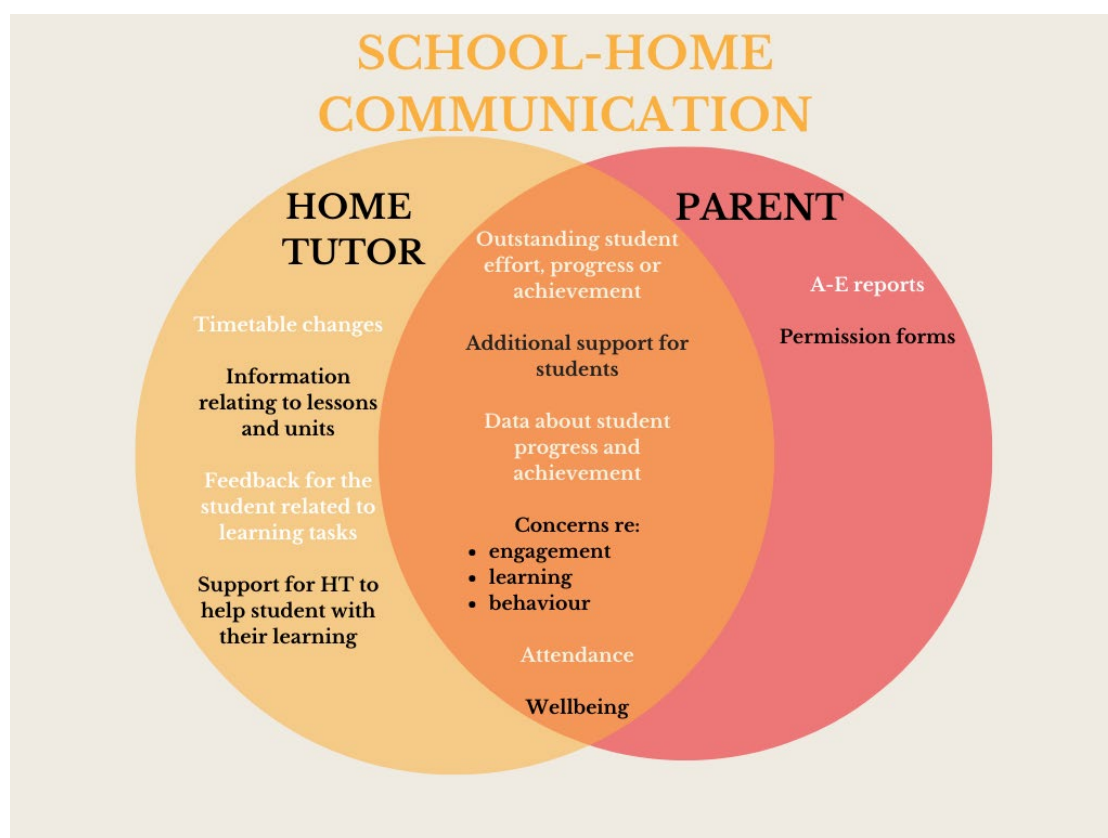 SCHOOL-HOME
COMMUNICATION
HOME
TUTOR
Timetable changes
Information
relating to lessons
and units
Feedback for the
student related to
learning tasks
Support for HT to
help student with
their learning
Outstanding student
effort, progress or
achievement
Additional support for
students
Data about student
progress and
achievement
Concerns re:
• engagement
• learning
• behaviour
Attendance
Wellbeing
PARENT
A-E reports
Permission forms